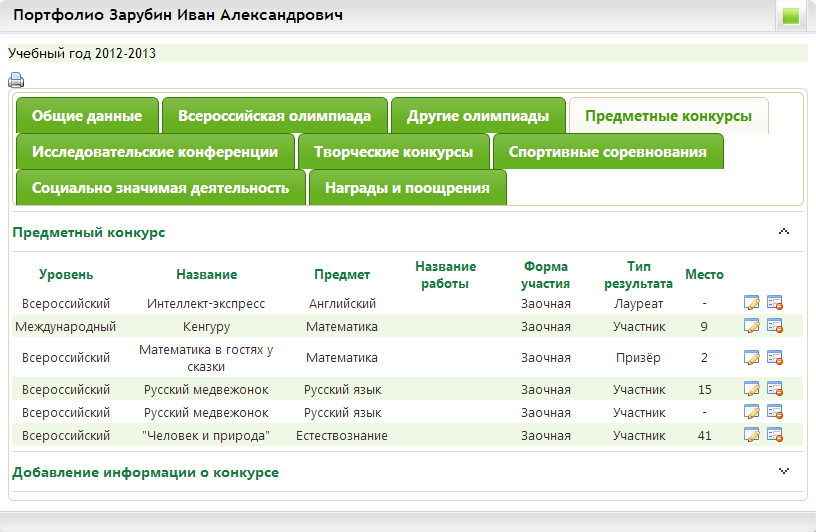 Портфолио Зарубин Иван Александрович
Учебный год 2012-2013
Общие данные Всероссийская олимпиада Другие олимпиады Предметные конкурсы
Исследовательские конференции Творческие конкурсы Спортивные соревнования
Социально значимая деятельность Награды и поощрения
Предметный конкурс
Уровень Название Предмет Название работы Форма участия Тип результата Место
Всероссийский Интеллект-экспресс Английский Заочная Лауреат -
Международный Кенгуру Математика Заочная Участник 9
Всероссийский Математика в гостях у сказки Математика Заочная Призёр 2
Всероссийский Русский медвежонок Русский язык Заочная Участник 15
Всероссийский Русский медвежонок Русский язык Заочная Участник -
Всероссийский "Человек и природа" Естествознание Заочная Участник 41
Добавление информации о конкурсе